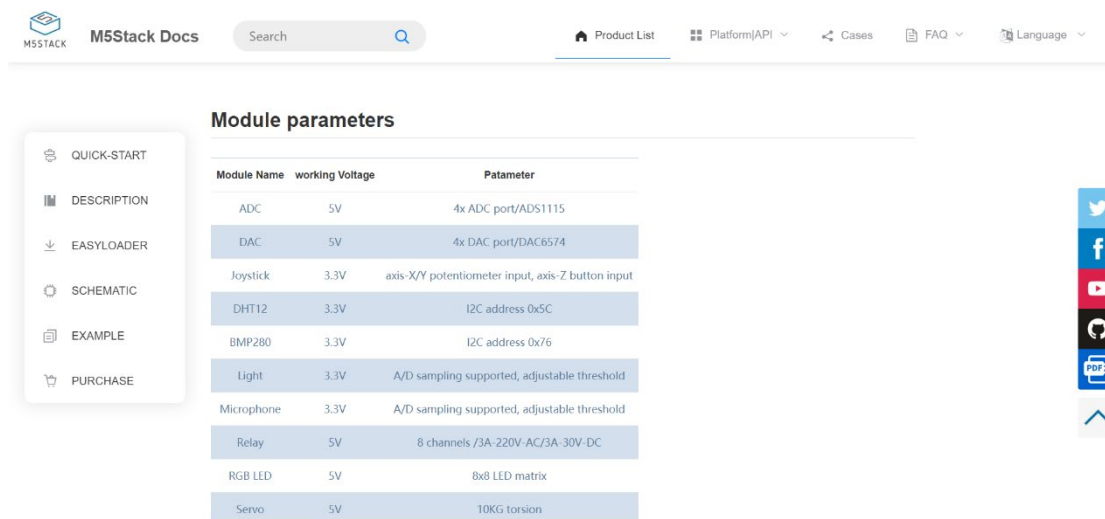 M5STACK M5Stack Docs Search Product List Platform|API Cases FAQ Language
Module parameters
QUICK-START
DESCRIPTION
EASYLOADER
SCHEMATIC
EXAMPLE
PURCHASE
Module Name working Voltage Patameter
ADC 5V 4x ADC port/ADS1115
DAC 5V 4x DAC port/DAC6574
Joystick 3.3V axis-X/Y potentiometer input, axis-Z button input
DHT12 3.3V I2C address 0x5C
BMP280 3.3V I2C address 0x76
Light 3.3V A/D sampling supported, adjustable threshold
Microphone 3.3V A/D sampling supported, adjustable threshold
Relay 5V 8 channels /3A-220V-AC/3A-30V-DC
RGB LED 5V 8x8 LED matrix
Servo 5V 10KG torsion
PDF